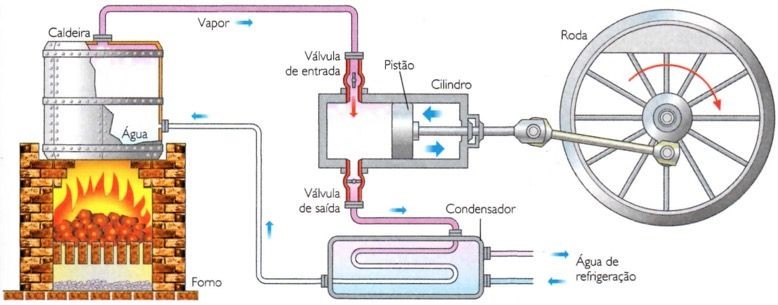 Caldeira
Vapor
Válvula
de entrada
Pistão
Cilindro
Roda
Água
Válvula
de saída
Condensador
Água de
refrigeração
Forno